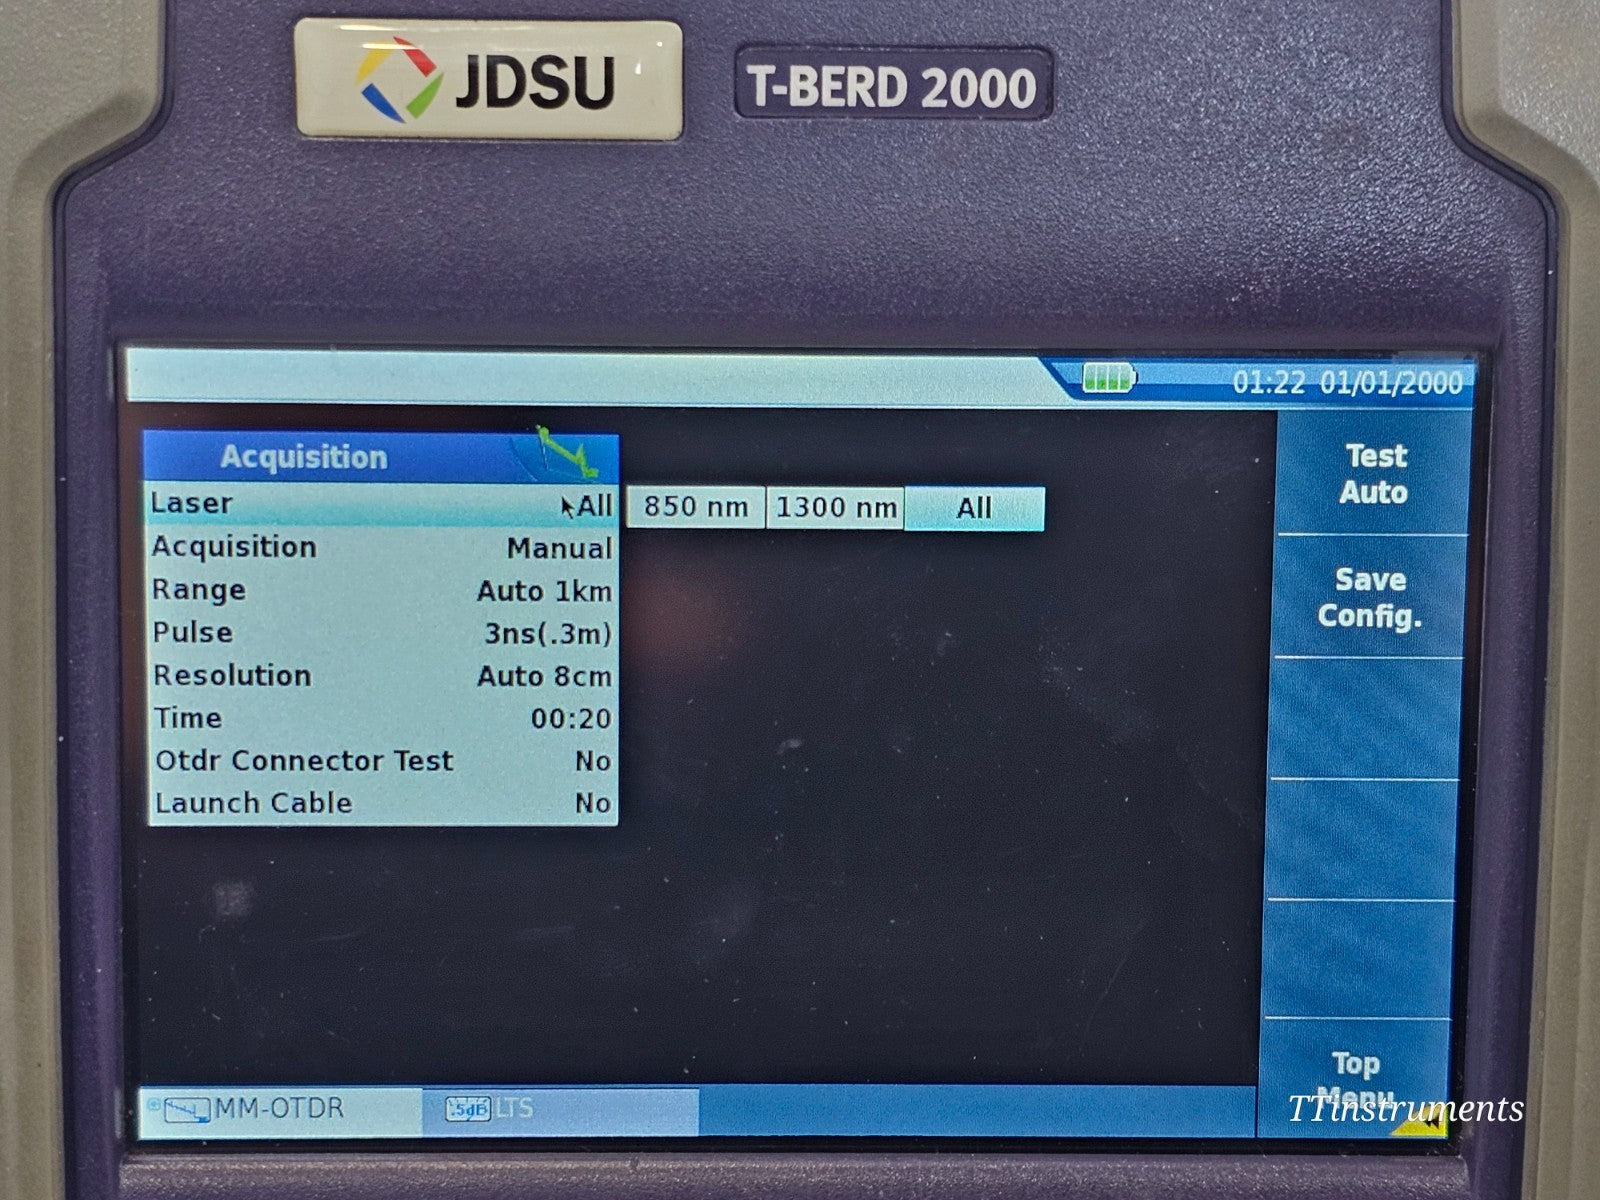 JDSU
T-BERD 2000
01:22 01/01/2000
Acquisition
Laser All 850 nm 1300 nm All
Acquisition Manual
Range Auto 1km
Pulse 3ns(.3m)
Resolution Auto 8cm
Time 00:20
Otdr Connector Test No
Launch Cable No
Test
Auto
Save
Config.
Top
Menu
MM-OTDR .5dB LTS
TTinstruments